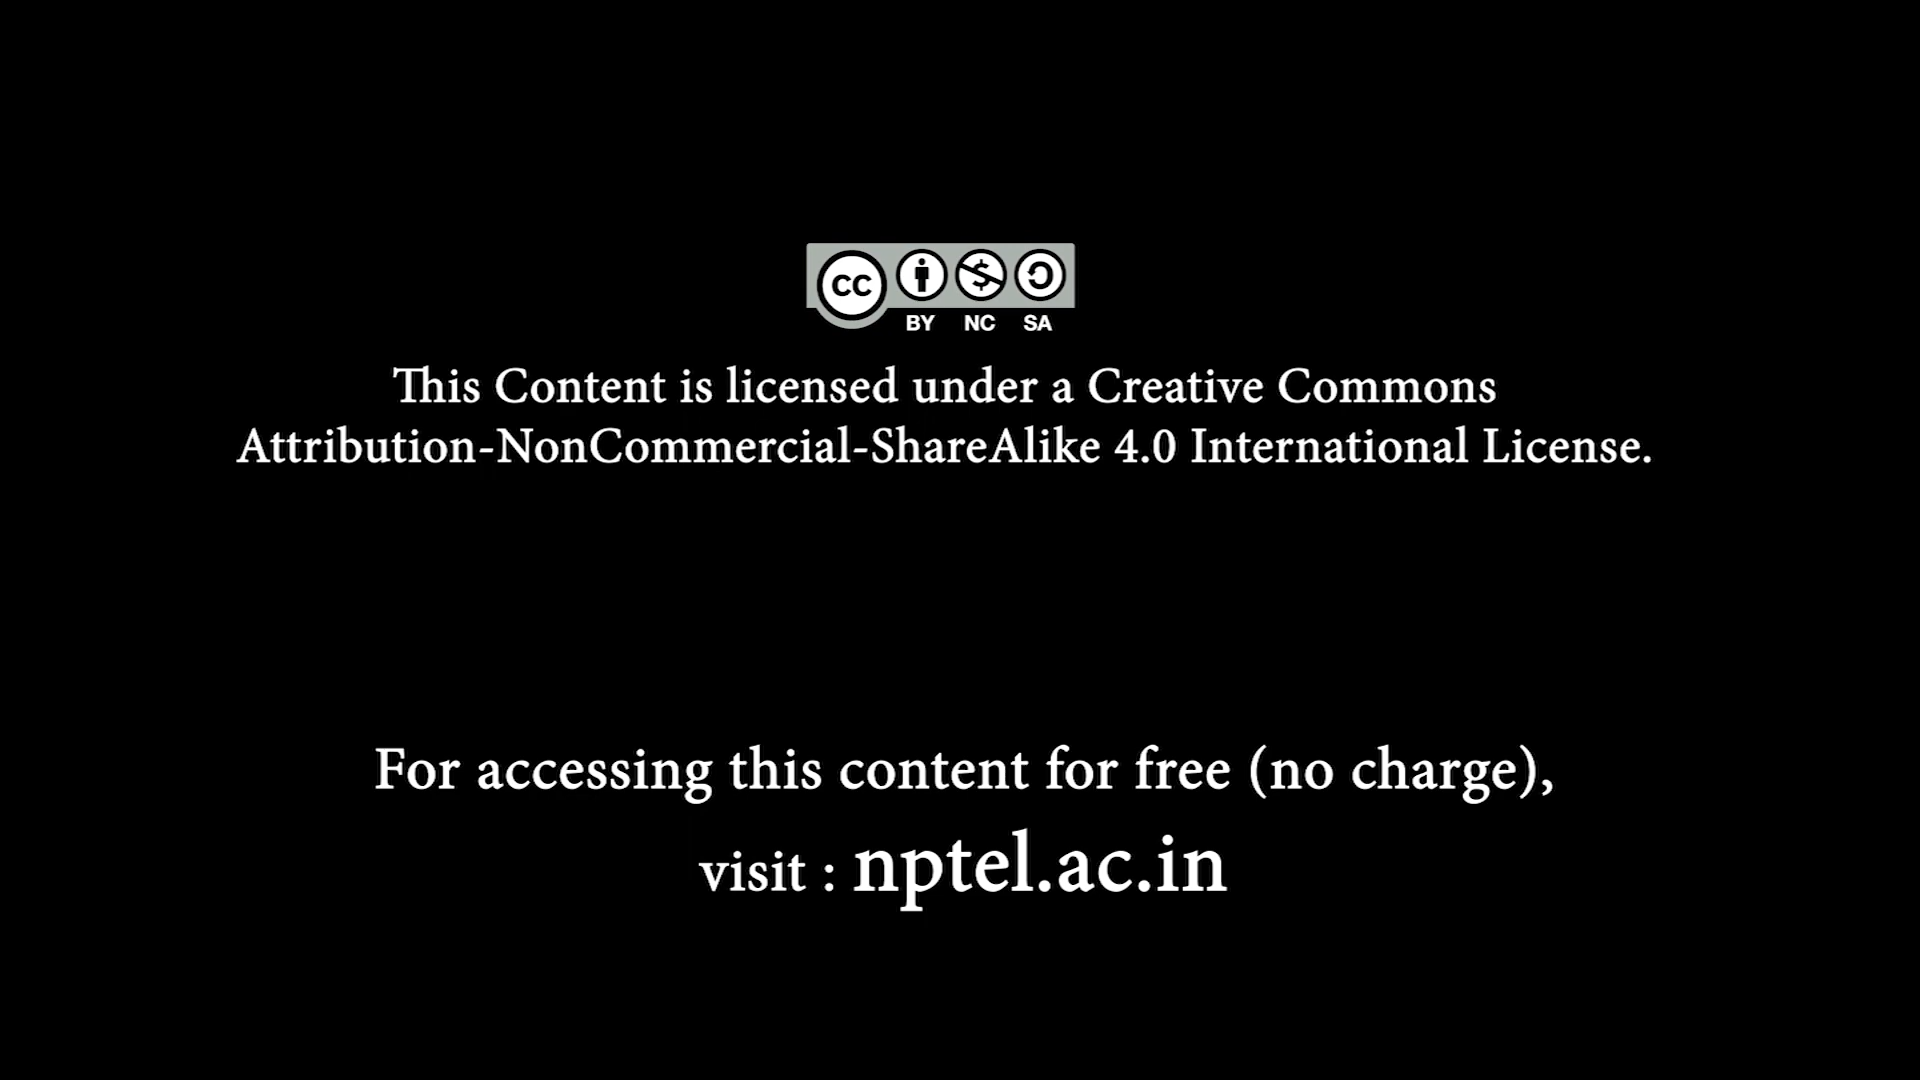 CC
BY NC SA
This Content is licensed under a Creative Commons
Attribution-NonCommercial-ShareAlike 4.0 International License.
For accessing this content for free (no charge),
visit : nptel.ac.in